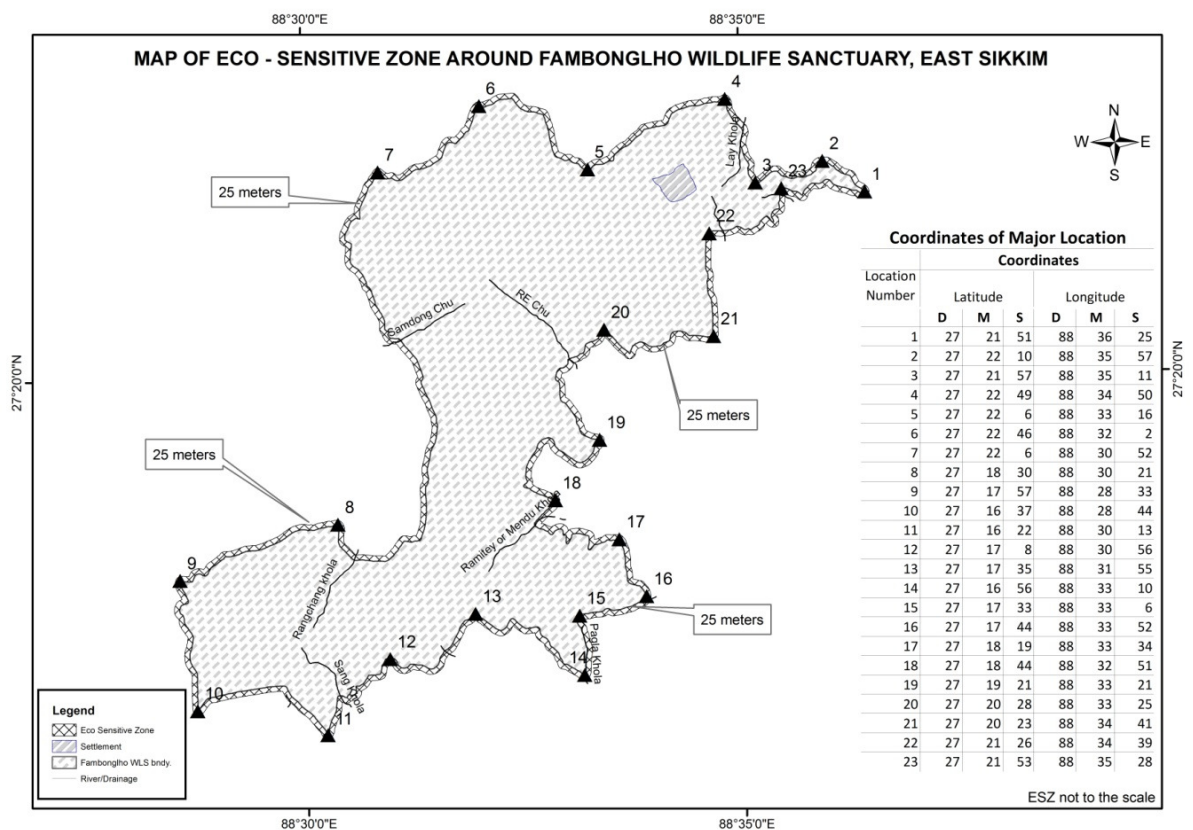 88°30'0"E 88°35'0"E
MAP OF ECO - SENSITIVE ZONE AROUND FAMBONGLHO WILDLIFE SANCTUARY, EAST SIKKIM
N
W E
S
6
4
Lay Khola
5
2
3
23
1
7
25 meters
22
Samdong Chu
RE Chu
20
21
27°20'0"N
27°20'0"N
25 meters
19
25 meters
18
8
Ramitey or Mendu Khola
17
9
Rangchang khola
16
13
15
25 meters
12
Pagla Khola
14
Sang Khola
10
11
Coordinates of Major Location
Coordinates
Location Number Latitude Longitude
D M S D M S
1 27 21 51 88 36 25
2 27 22 10 88 35 57
3 27 21 57 88 35 11
4 27 22 49 88 34 50
5 27 22 6 88 33 16
6 27 22 46 88 32 2
7 27 22 6 88 30 52
8 27 18 30 88 30 21
9 27 17 57 88 28 33
10 27 16 37 88 28 44
11 27 16 22 88 30 13
12 27 17 8 88 30 56
13 27 17 35 88 31 55
14 27 16 56 88 33 10
15 27 17 33 88 33 6
16 27 17 44 88 33 52
17 27 18 19 88 33 34
18 27 18 44 88 32 51
19 27 19 21 88 33 21
20 27 20 28 88 33 25
21 27 20 23 88 34 41
22 27 21 26 88 34 39
23 27 21 53 88 35 28
Legend
Eco Sensitive Zone
Settlement
Fambonglho WLS bndy.
River/Drainage
ESZ not to the scale
88°30'0"E 88°35'0"E